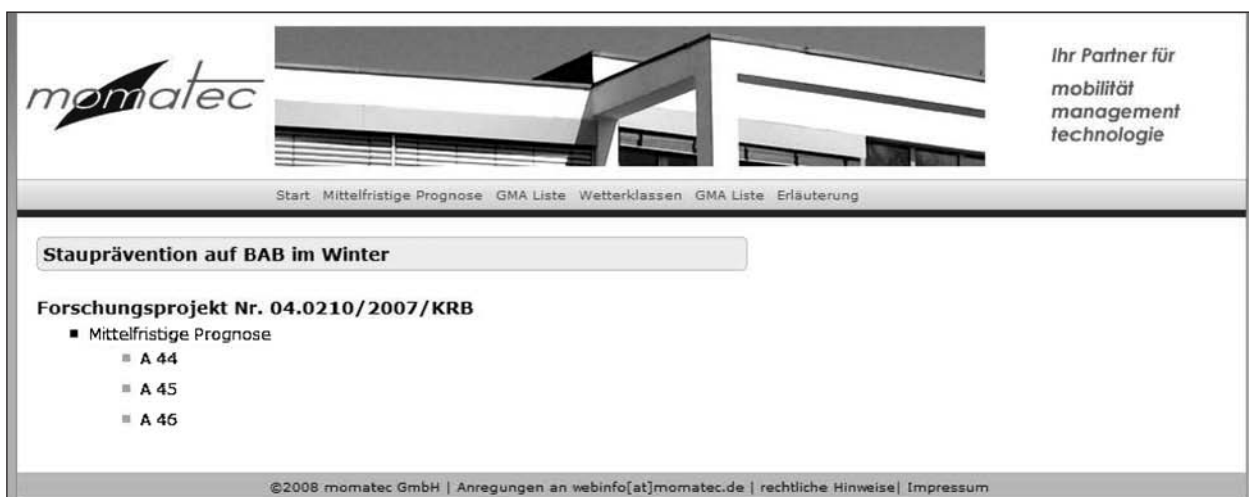 momatec
Ihr Partner für
mobilität
management
technologie
Start Mittelfristige Prognose GMA Liste Wetterklassen GMA Liste Erläuterung
Stauprävention auf BAB im Winter
Forschungsprojekt Nr. 04.0210/2007/KRB
Mittelfristige Prognose
A 44
A 45
A 46
©2008 momatec GmbH | Anregungen an webinfo[at]momatec.de | rechtliche Hinweise| Impressum